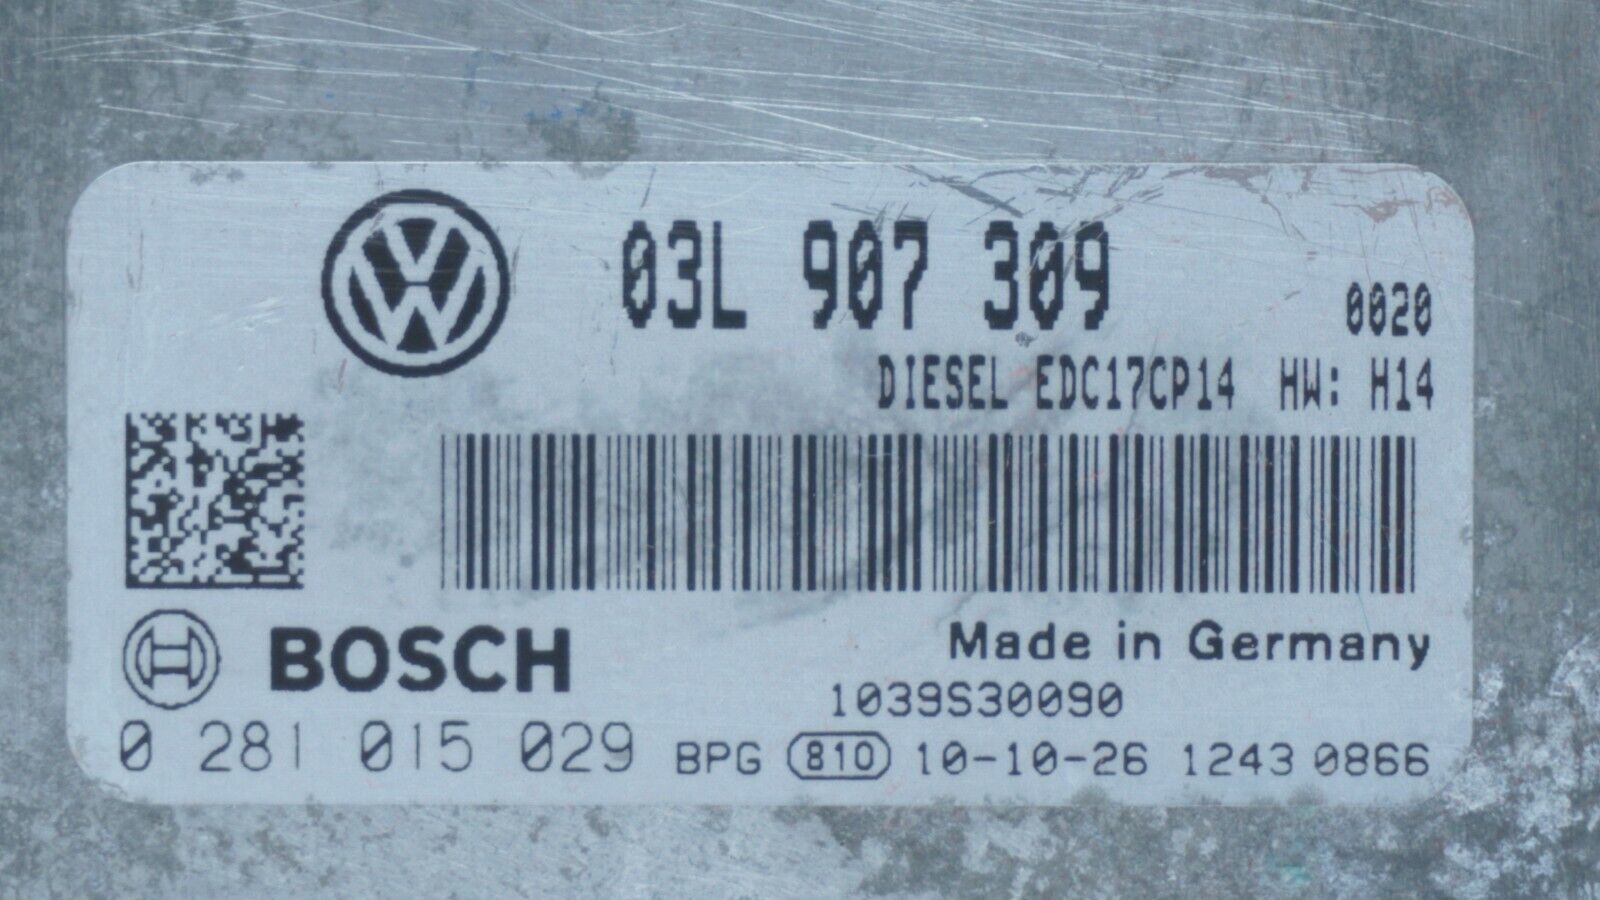 03L 907 309
0020
DIESEL EDC17CP14 HW: H14
BOSCH
Made in Germany
1039S30090
0 281 015 029 BPG 810 10-10-26 1243 0866